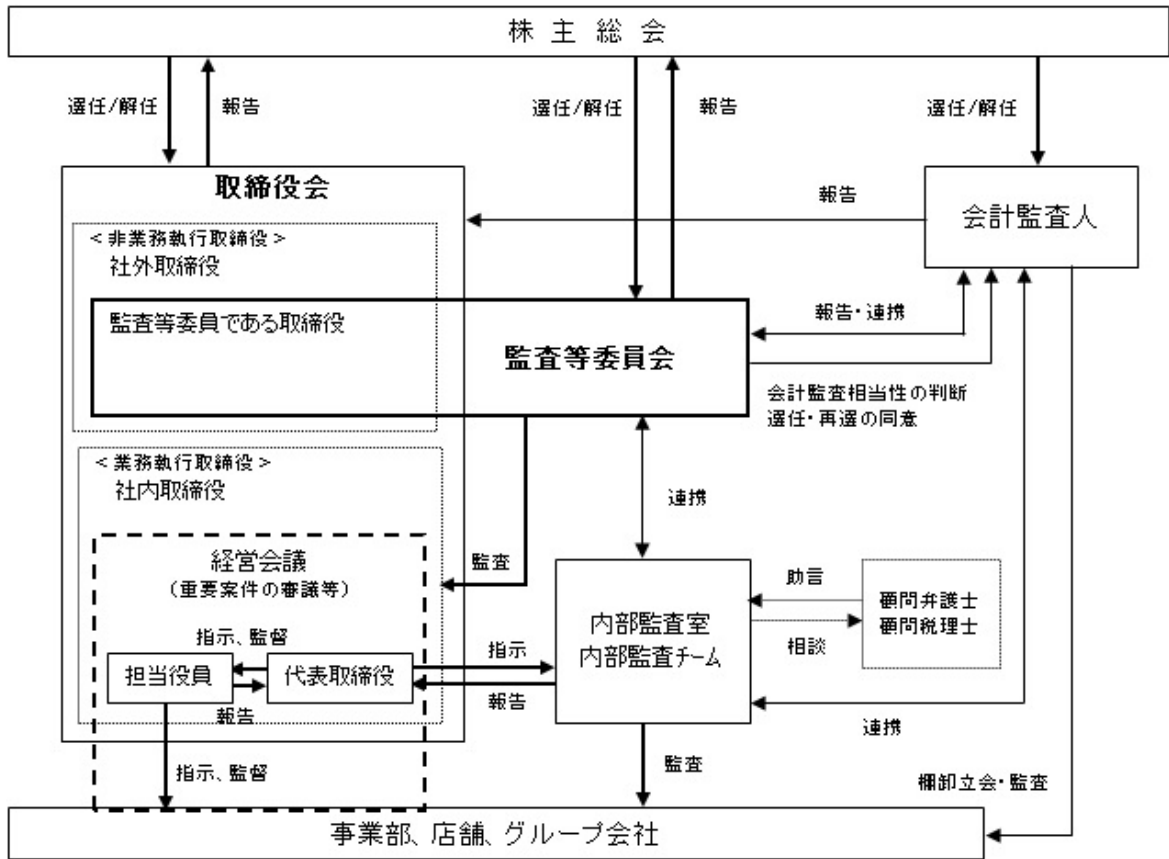 株主総会
選任/解任
報告
選任/解任
報告
選任/解任
取締役会
報告
会計監査人
<非業務執行取締役>
社外取締役
監査等委員である取締役
監査等委員会
報告・連携
会計監査相当性の判断
選任・再選の同意
<業務執行取締役>
社内取締役
連携
経営会議
(重要案件の審議等)
監査
助言
顧問弁護士
顧問税理士
内部監査室
内部監査チーム
相談
指示、監督
指示
担当役員
代表取締役
報告
報告
連携
指示、監督
監査
棚卸立会・監査
事業部、店舗、グループ会社